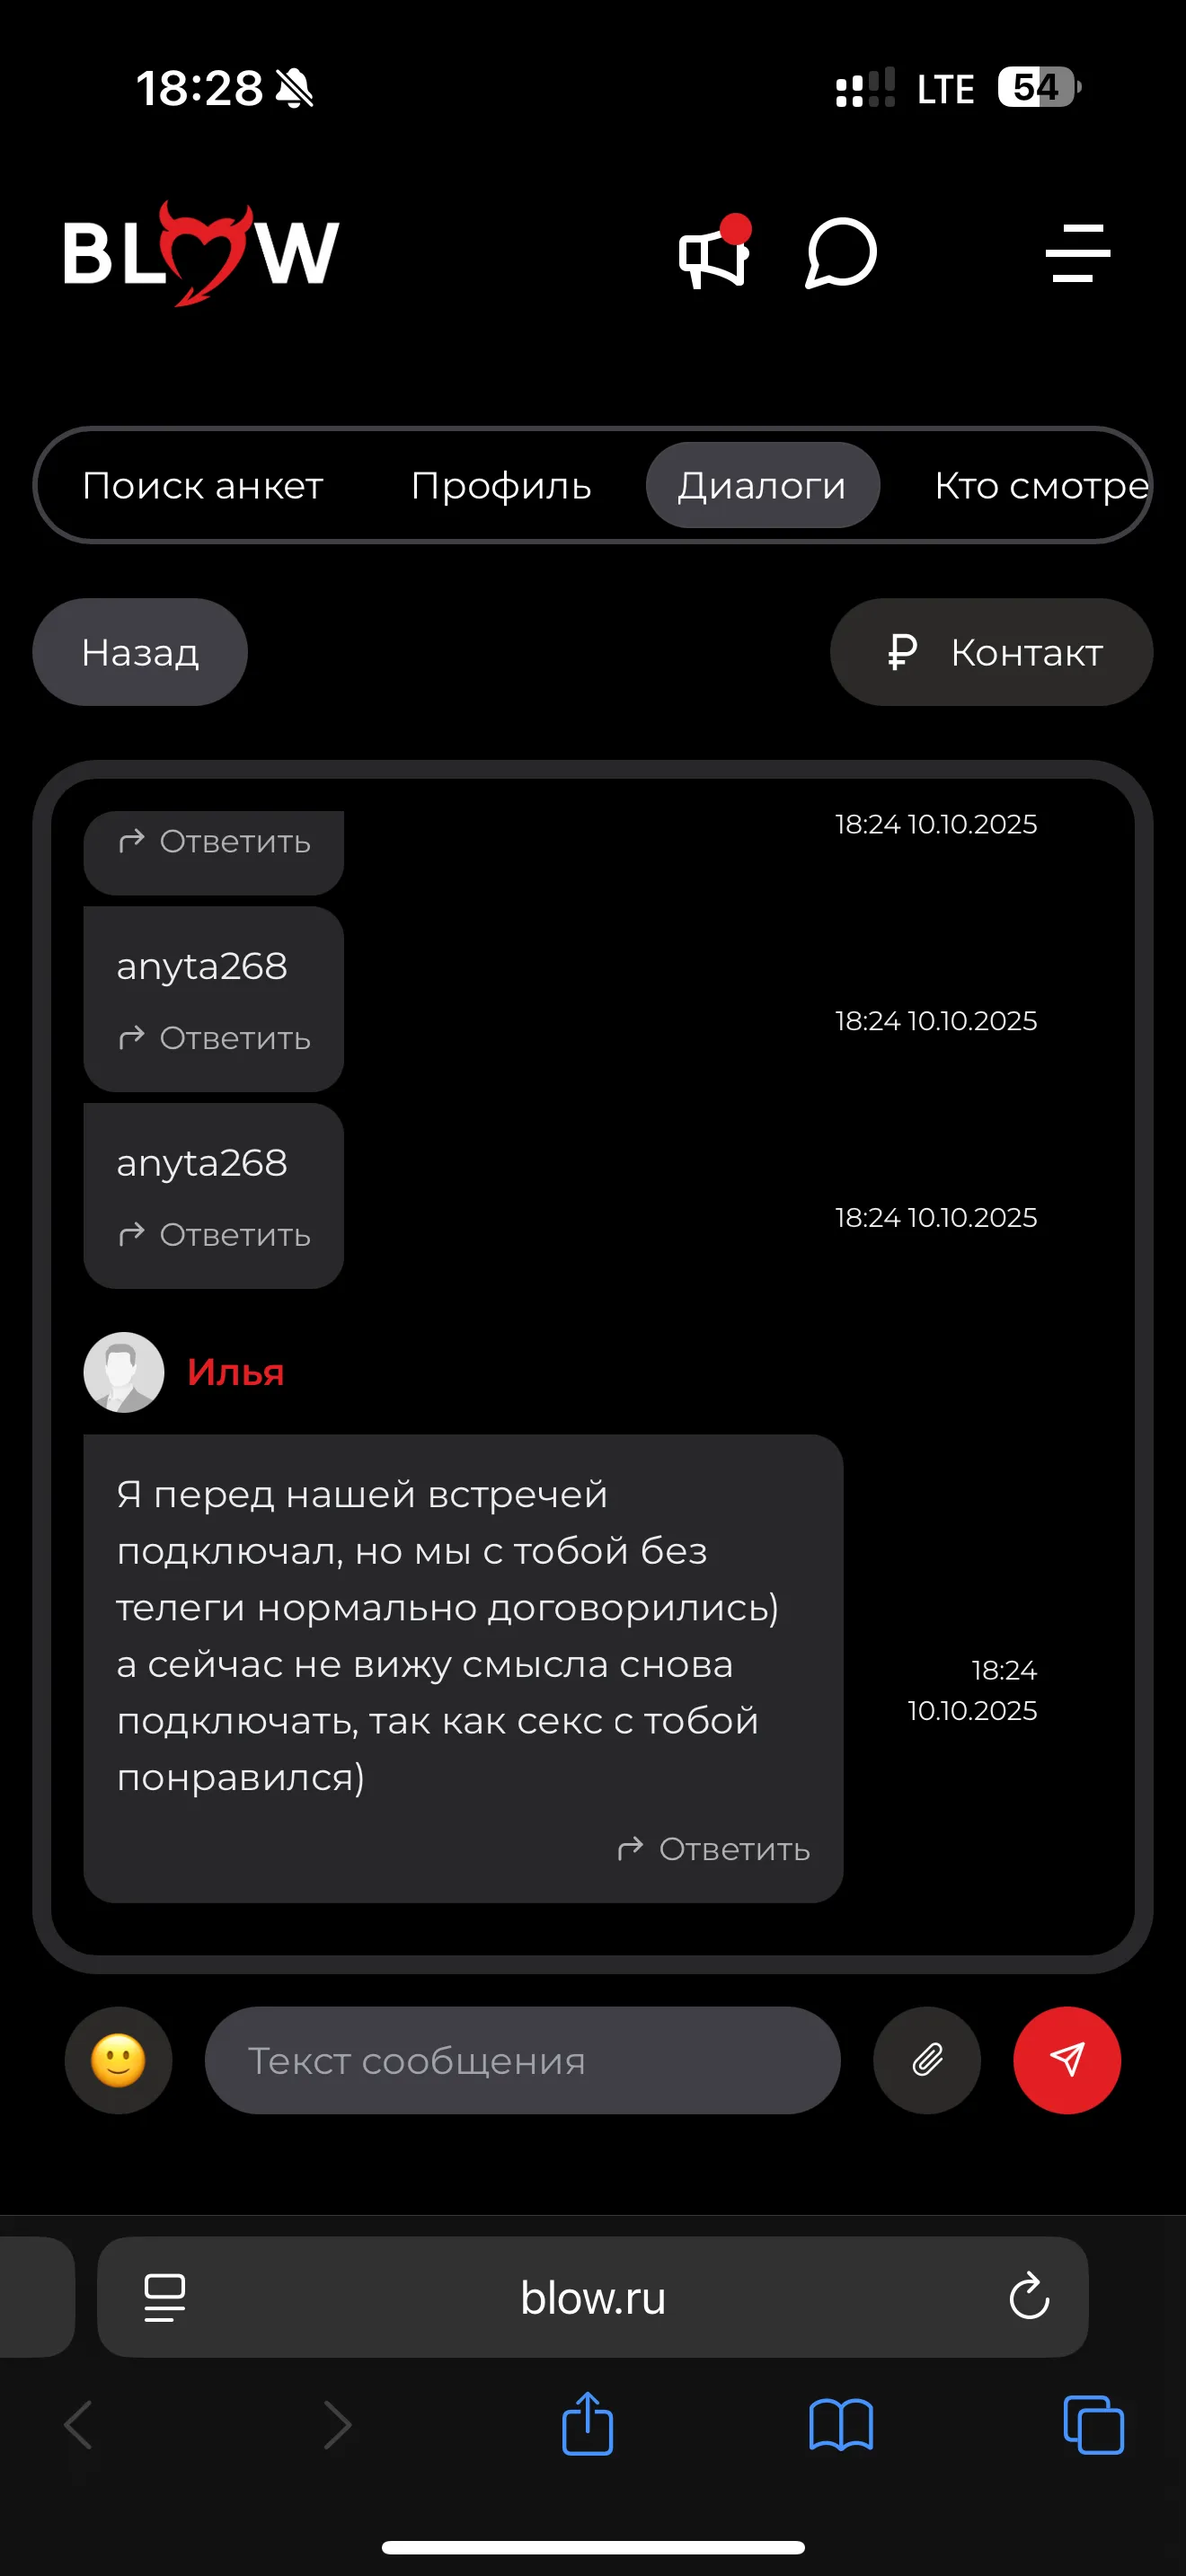 18:28
LTE
54
BLOW
Поиск анкет
Профиль
Диалоги
Кто смотре
Назад
₽ Контакт
Ответить
18:24 10.10.2025
anyta268
Ответить
18:24 10.10.2025
anyta268
Ответить
18:24 10.10.2025
Илья
Я перед нашей встречей
подключал, но мы с тобой без
телеги нормально договорились)
а сейчас не вижу смысла снова
подключать, так как секс с тобой
понравился)
18:24
10.10.2025
Ответить
Текст сообщения
blow.ru